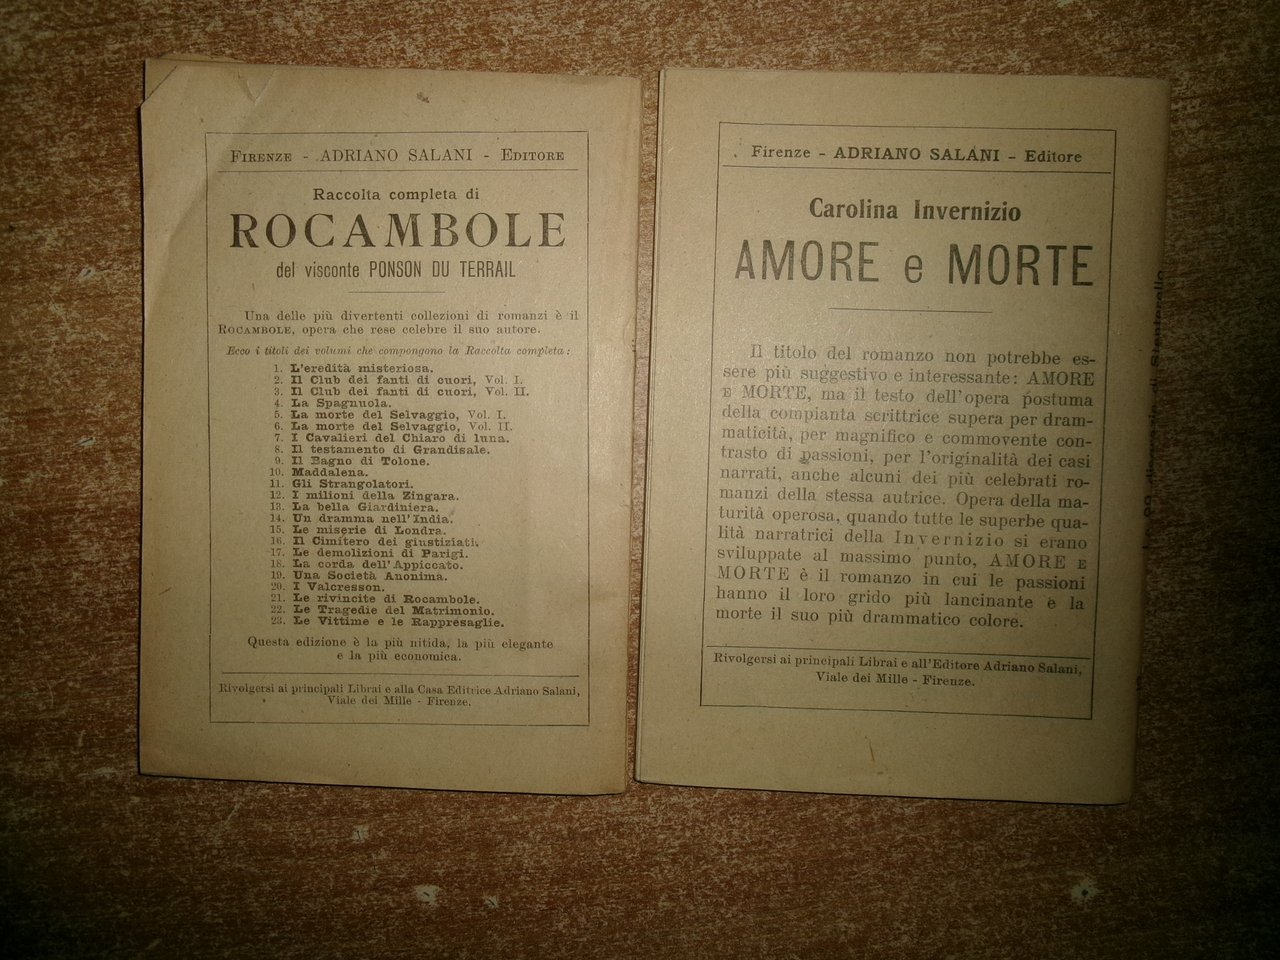 Firenze - ADRIANO SALANI - Editore
Raccolta completa di
ROCAMBOLE
del visconte PONSON DU TERRAIL
Una delle più divertenti collezioni di romanzi è il
Rocambole, opera che rese celebre il suo autore.
Ecco i titoli dei volumi che compongono la Raccolta completa:
1. L'eredità misteriosa.
2. Il Club dei fanti di cuori, Vol. I.
3. Il Club dei fanti di cuori, Vol. II.
4. La Spagnuola.
5. La morte del Selvaggio, Vol. I.
6. La morte del Selvaggio, Vol. II.
7. I Cavalieri del Chiaro di luna.
8. Il testamento di Grandisale.
9. Il Bagno di Tolone.
10. Maddalena.
11. Gli Strangolatori.
12. I milioni della Zingara.
13. La bella Giardiniera.
14. Un dramma nell'India.
15. Le miserie di Londra.
16. Il Cimitero dei giustiziati.
17. Le demolizioni di Parigi.
18. La corda dell'Appiccato.
19. Una Società Anonima.
20. I Valcresson.
21. Le rivincite di Rocambole.
22. Le Tragedie del Matrimonio.
23. Le Vittime e le Rappresaglie.
Questa edizione è la più nitida, la più elegante
e la più economica.
Rivolgersi ai principali Librai e alla Casa Editrice Adriano Salani,
Viale dei Mille - Firenze.
Firenze - ADRIANO SALANI - Editore
Carolina Invernizio
AMORE e MORTE
Il titolo del romanzo non potrebbe es-
sere più suggestivo e interessante: AMORE
E MORTE, ma il testo dell'opera postuma
della compianta scrittrice supera per dram-
maticità, per magnifico e commovente con-
trasto di passioni, per l'originalità dei casi
narrati, anche alcuni dei più celebrati ro-
manzi della stessa autrice. Opera della ma-
turità operosa, quando tutte le superbe qua-
lità narratrici della Invernizio si erano
sviluppate al massimo punto, AMORE E
MORTE è il romanzo in cui le passioni
hanno il loro grido più lancinante e la
morte il suo più drammatico colore.
Rivolgersi ai principali Librai e all'Editore Adriano Salani,
Viale dei Mille - Firenze.